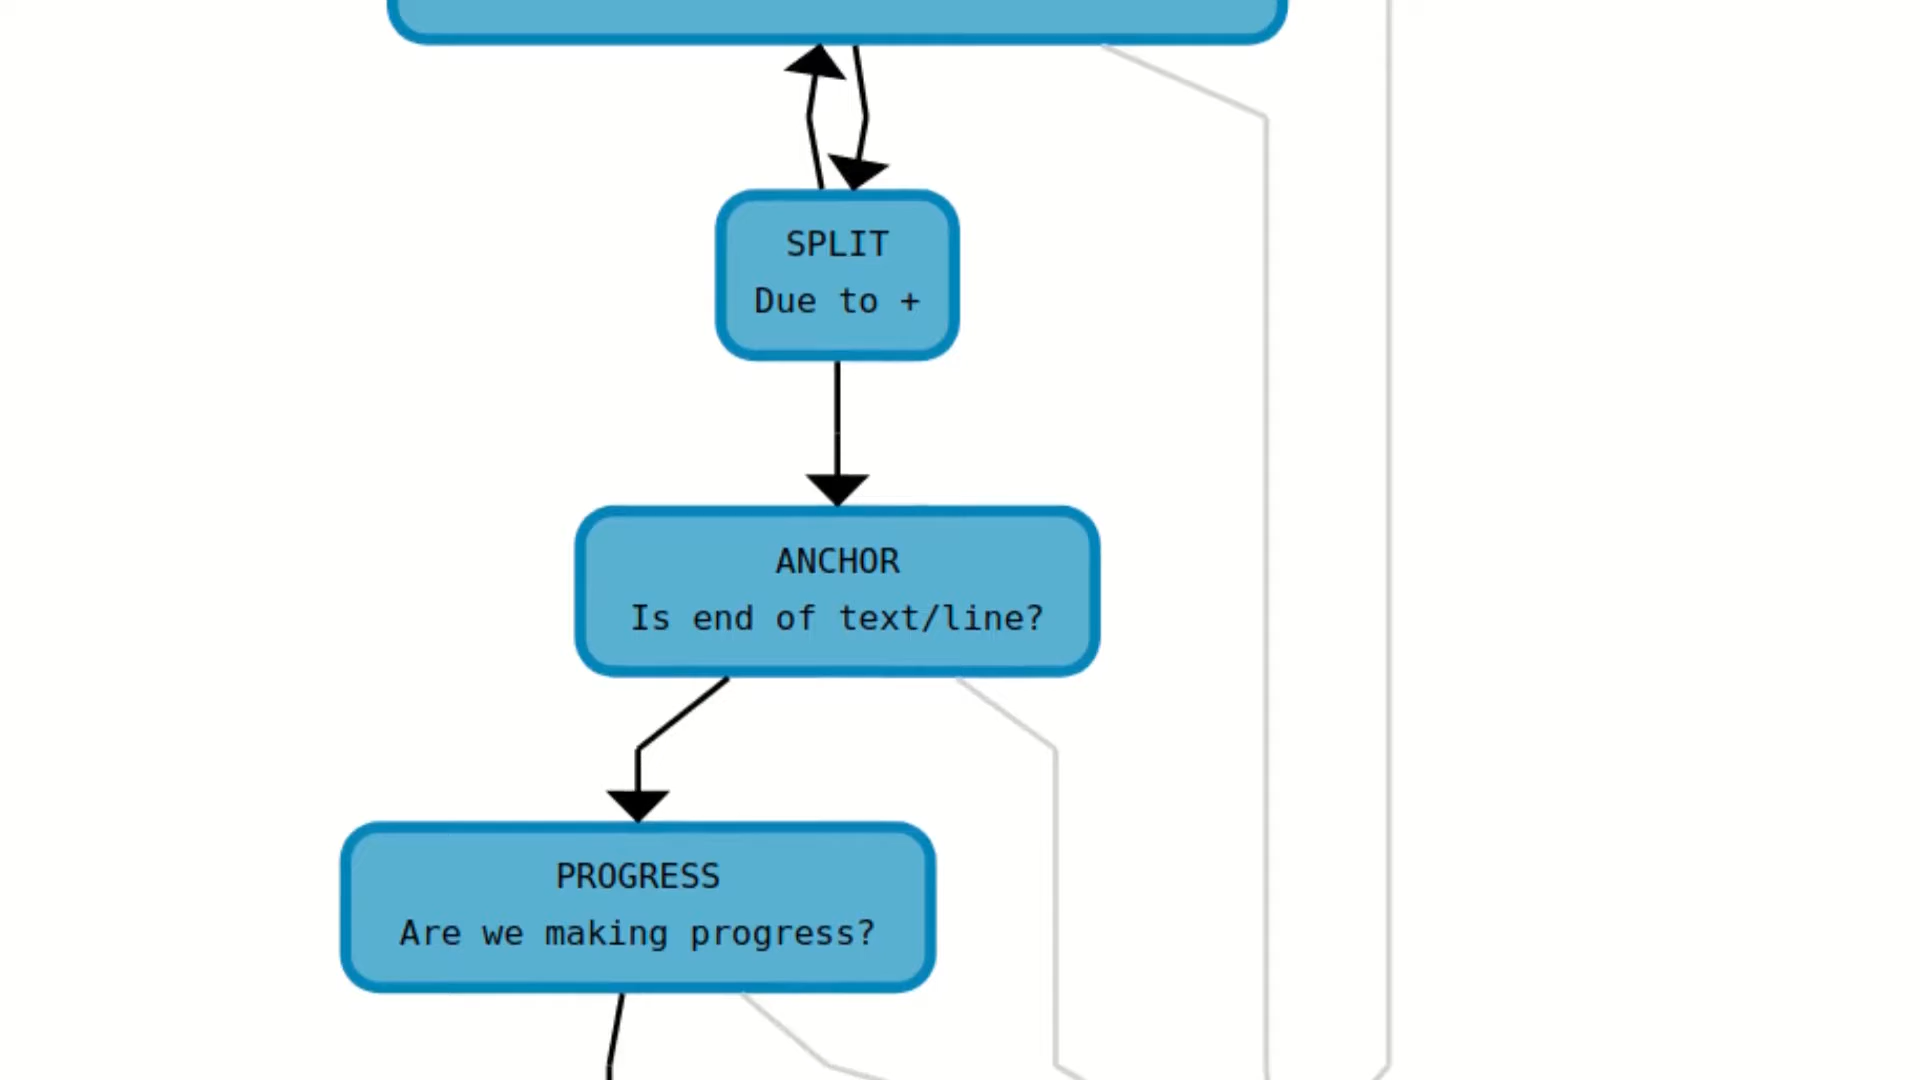 SPLIT
Due to +
ANCHOR
Is end of text/line?
PROGRESS
Are we making progress?